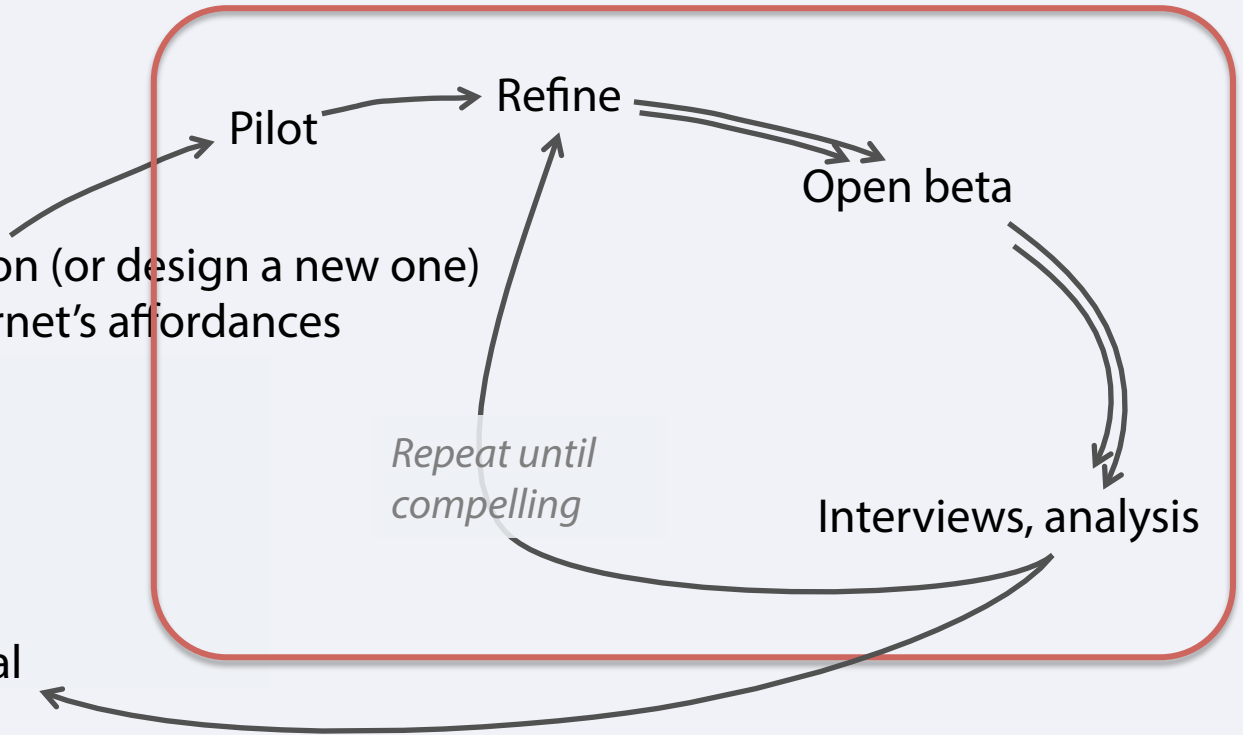 Refine
Pilot
Open beta
on (or design a new one)
rnet's affordances
Repeat until
compelling
Interviews, analysis
al